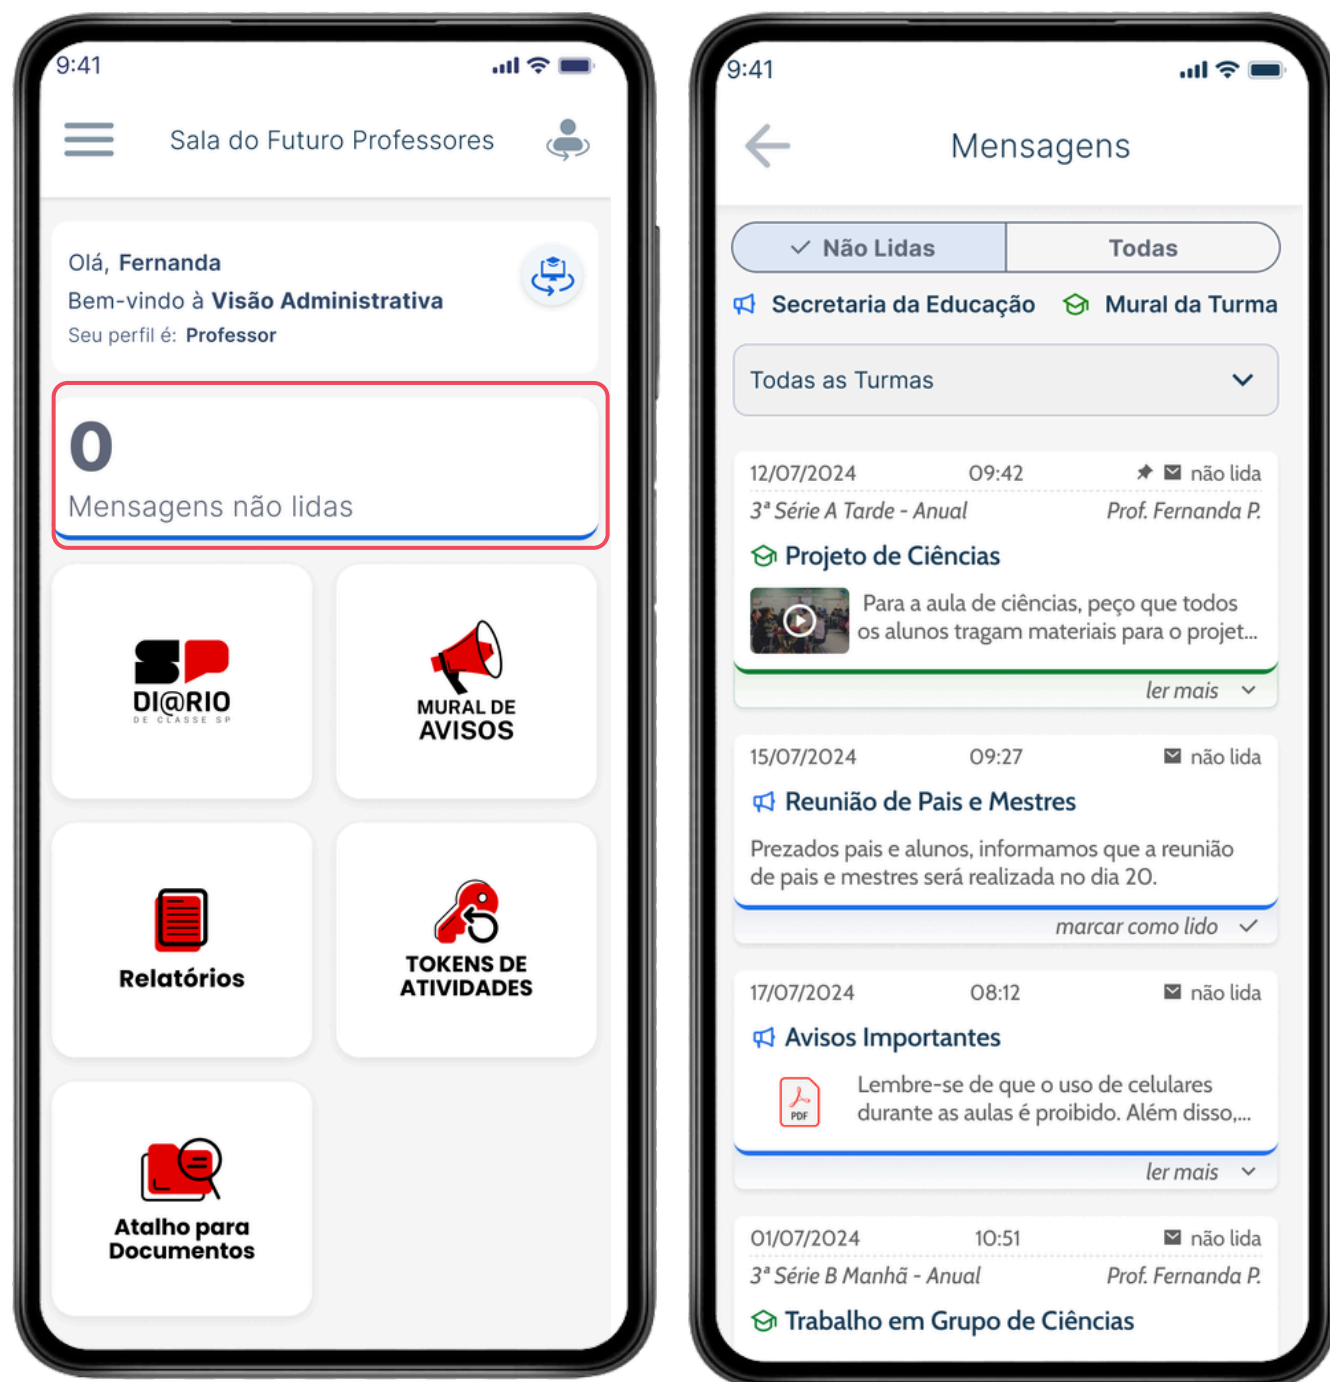 9:41
Sala do Futuro Professores
Olá, Fernanda
Bem-vindo à Visão Administrativa
Seu perfil é: Professor
0
Mensagens não lidas
SP
DI@RIO
DE CLASSE SP
MURAL DE
AVISOS
Relatórios
TOKENS DE
ATIVIDADES
Atalho para
Documentos
9:41
Mensagens
Não Lidas
Todas
Secretaria da Educação
Mural da Turma
Todas as Turmas
12/07/2024 09:42 não lida
3ª Série A Tarde - Anual Prof. Fernanda P.
Projeto de Ciências
Para a aula de ciências, peço que todos
os alunos tragam materiais para o projet...
ler mais
15/07/2024 09:27 não lida
Reunião de Pais e Mestres
Prezados pais e alunos, informamos que a reunião
de pais e mestres será realizada no dia 20.
marcar como lido
17/07/2024 08:12 não lida
Avisos Importantes
PDF
Lembre-se de que o uso de celulares
durante as aulas é proibido. Além disso,...
ler mais
01/07/2024 10:51 não lida
3ª Série B Manhã - Anual Prof. Fernanda P.
Trabalho em Grupo de Ciências